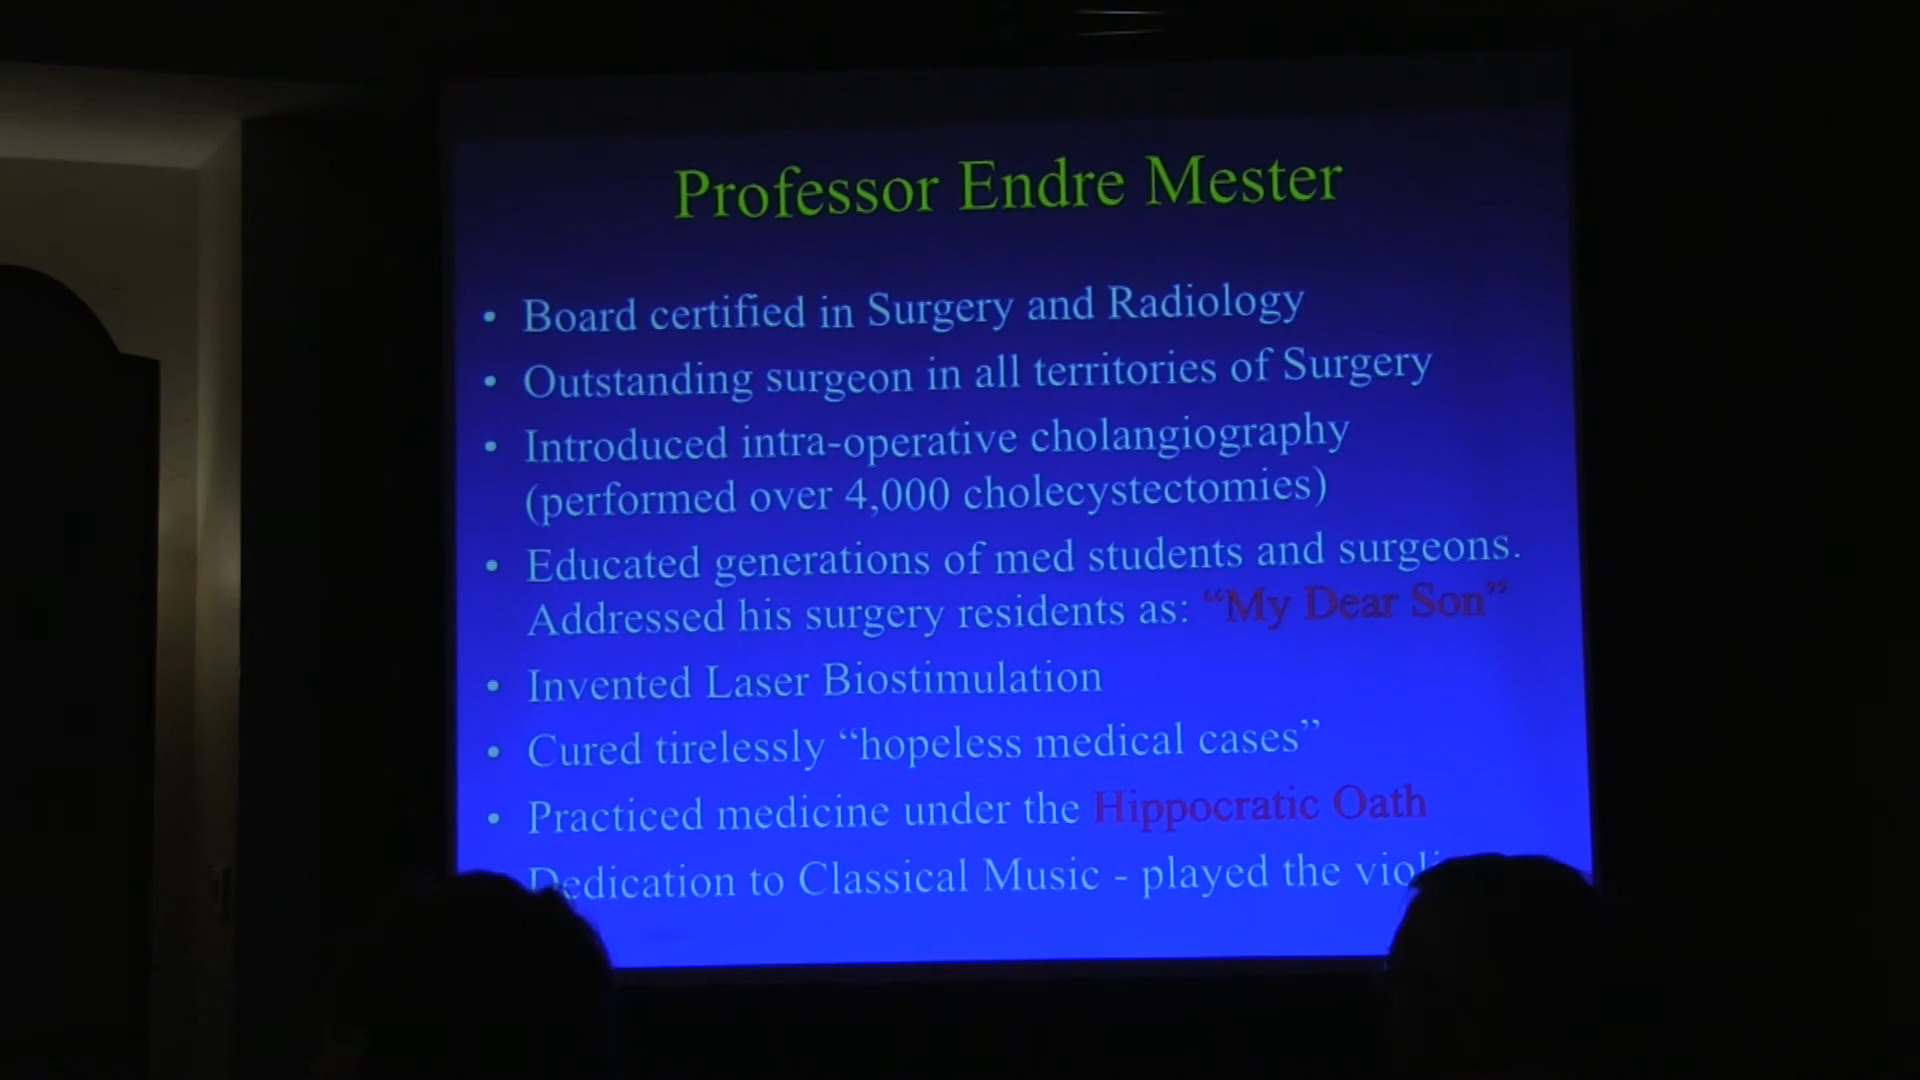 Professor Endre Mester
• Board certified in Surgery and Radiology
• Outstanding surgeon in all territories of Surgery
• Introduced intra-operative cholangiography
(performed over 4,000 cholecystectomies)
• Educated generations of med students and surgeons.
Addressed his surgery residents as: “My Dear Son”
• Invented Laser Biostimulation
• Cured tirelessly “hopeless medical cases”
• Practiced medicine under the Hippocratic Oath
Dedication to Classical Music - played the